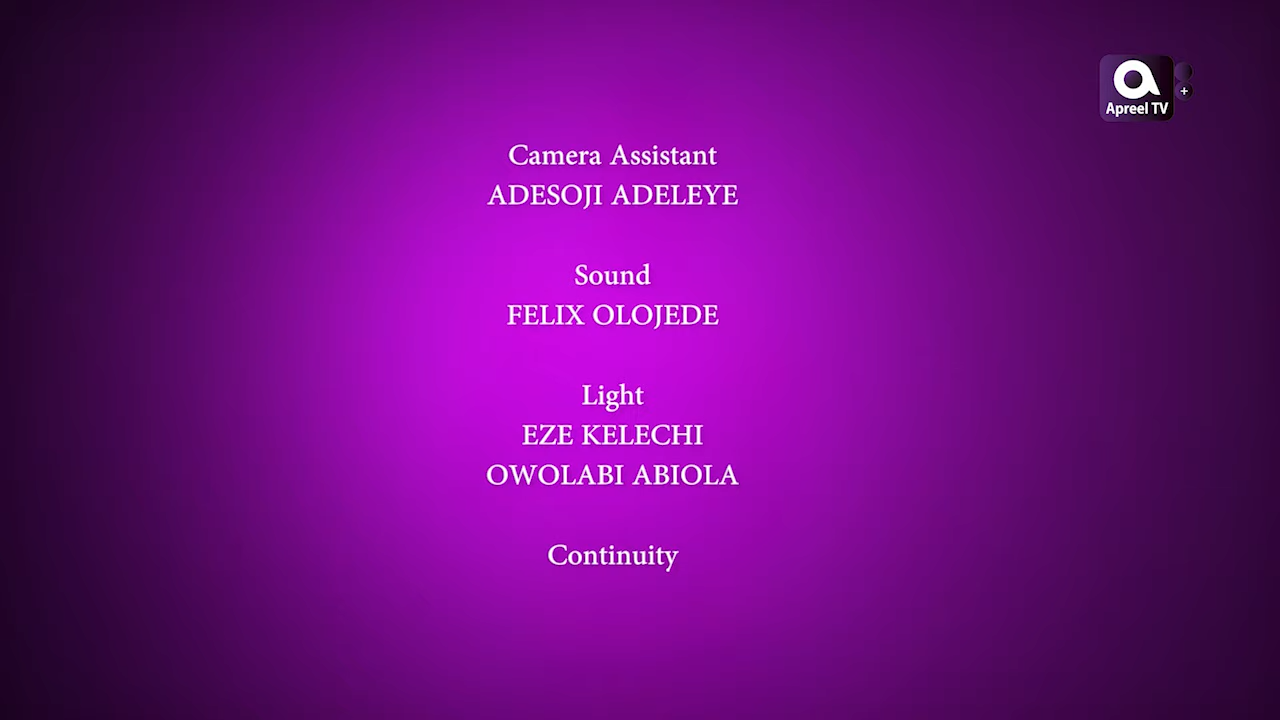 Apreel TV
+
Camera Assistant
ADESOJI ADELEYE
Sound
FELIX OLOJEDE
Light
EZE KELECHI
OWOLABI ABIOLA
Continuity